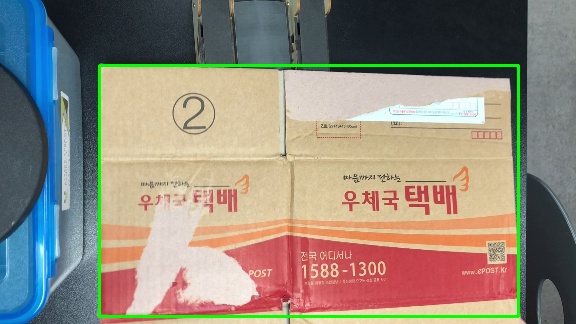 ②
마음까지 전하는
우체국 택배
마음까지 전하는
우체국 택배
전국 어디서나
1588-1300
POST
www.EPOST.KR